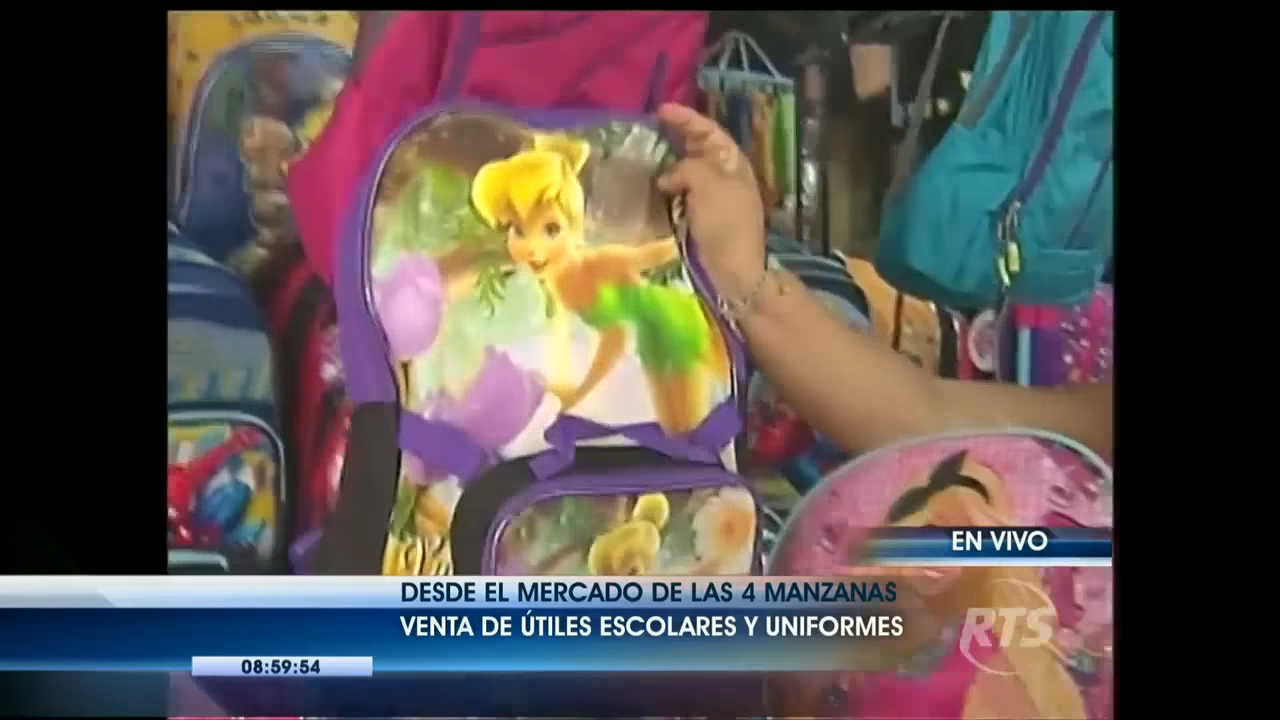 EN VIVO
DESDE EL MERCADO DE LAS 4 MANZANAS
VENTA DE ÚTILES ESCOLARES Y UNIFORMES
RTS
08:59:54